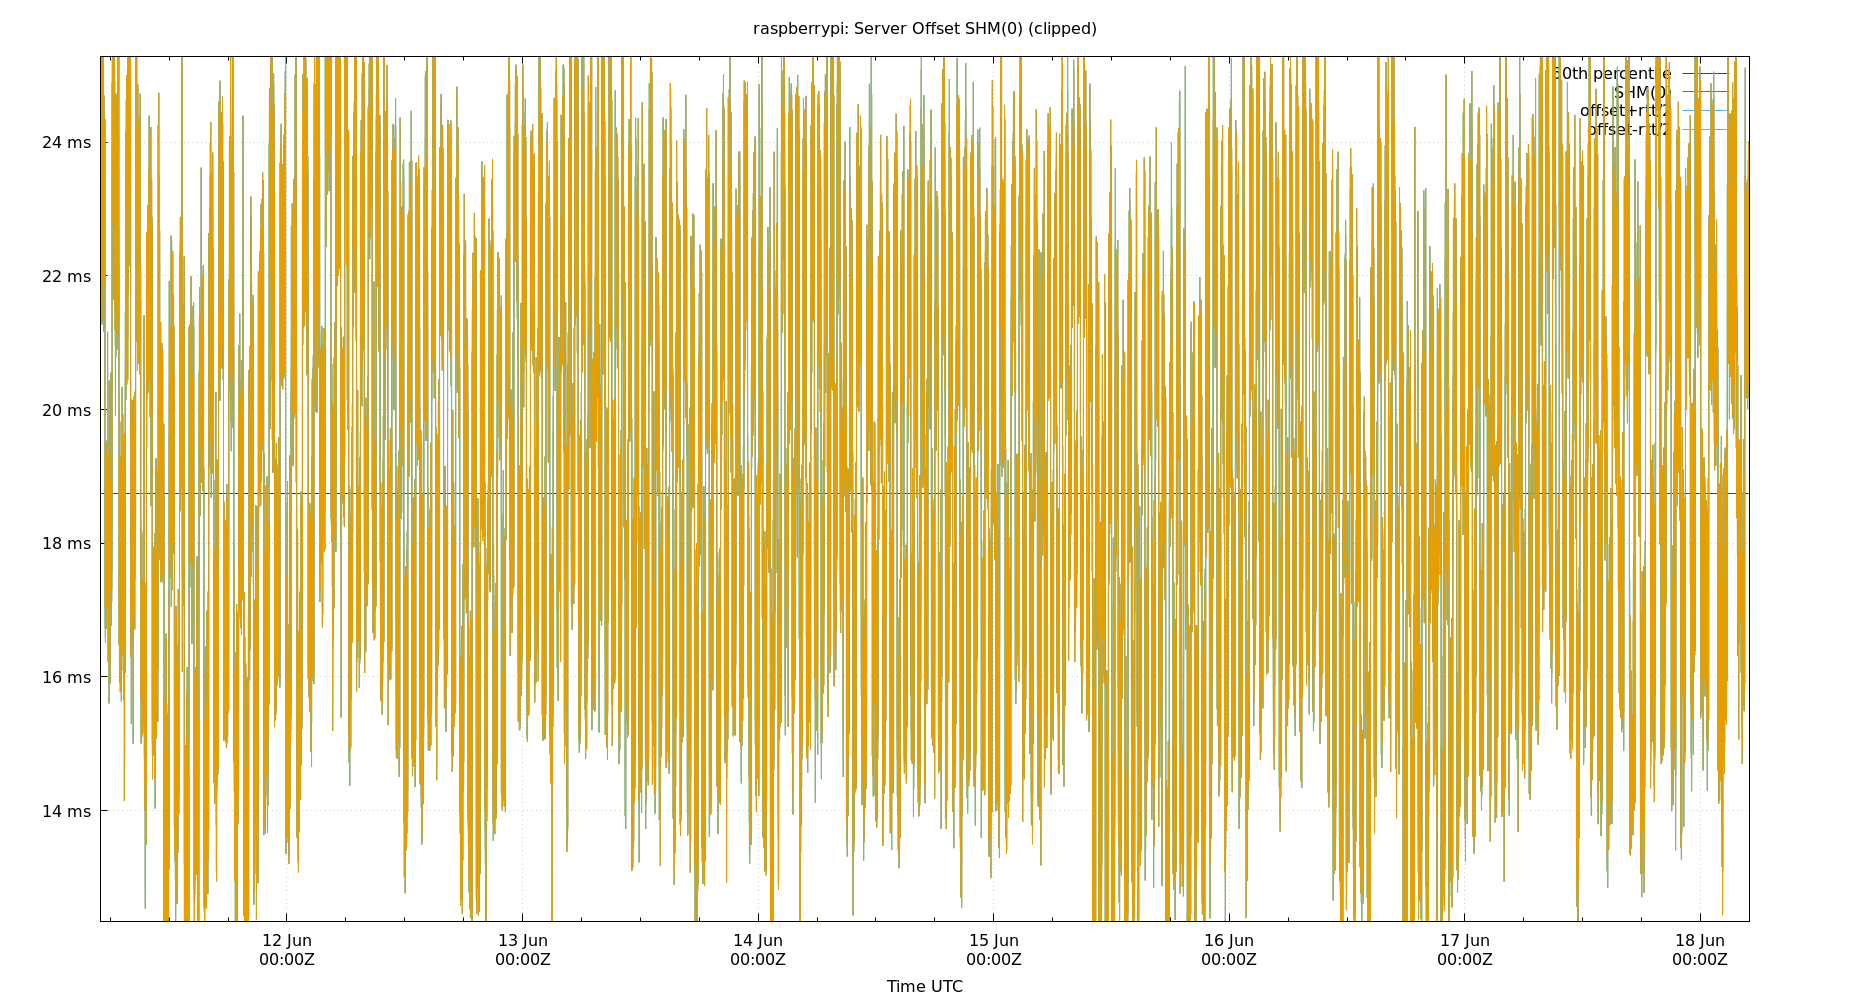 raspberrypi: Server Offset SHM(0) (clipped)
24 ms
22 ms
20 ms
18 ms
16 ms
14 ms
50th percentile
SHM(0)
offset+rtt/2
offset-rtt/2
12 Jun
00:00Z
13 Jun
00:00Z
14 Jun
00:00Z
15 Jun
00:00Z
16 Jun
00:00Z
17 Jun
00:00Z
18 Jun
00:00Z
Time UTC